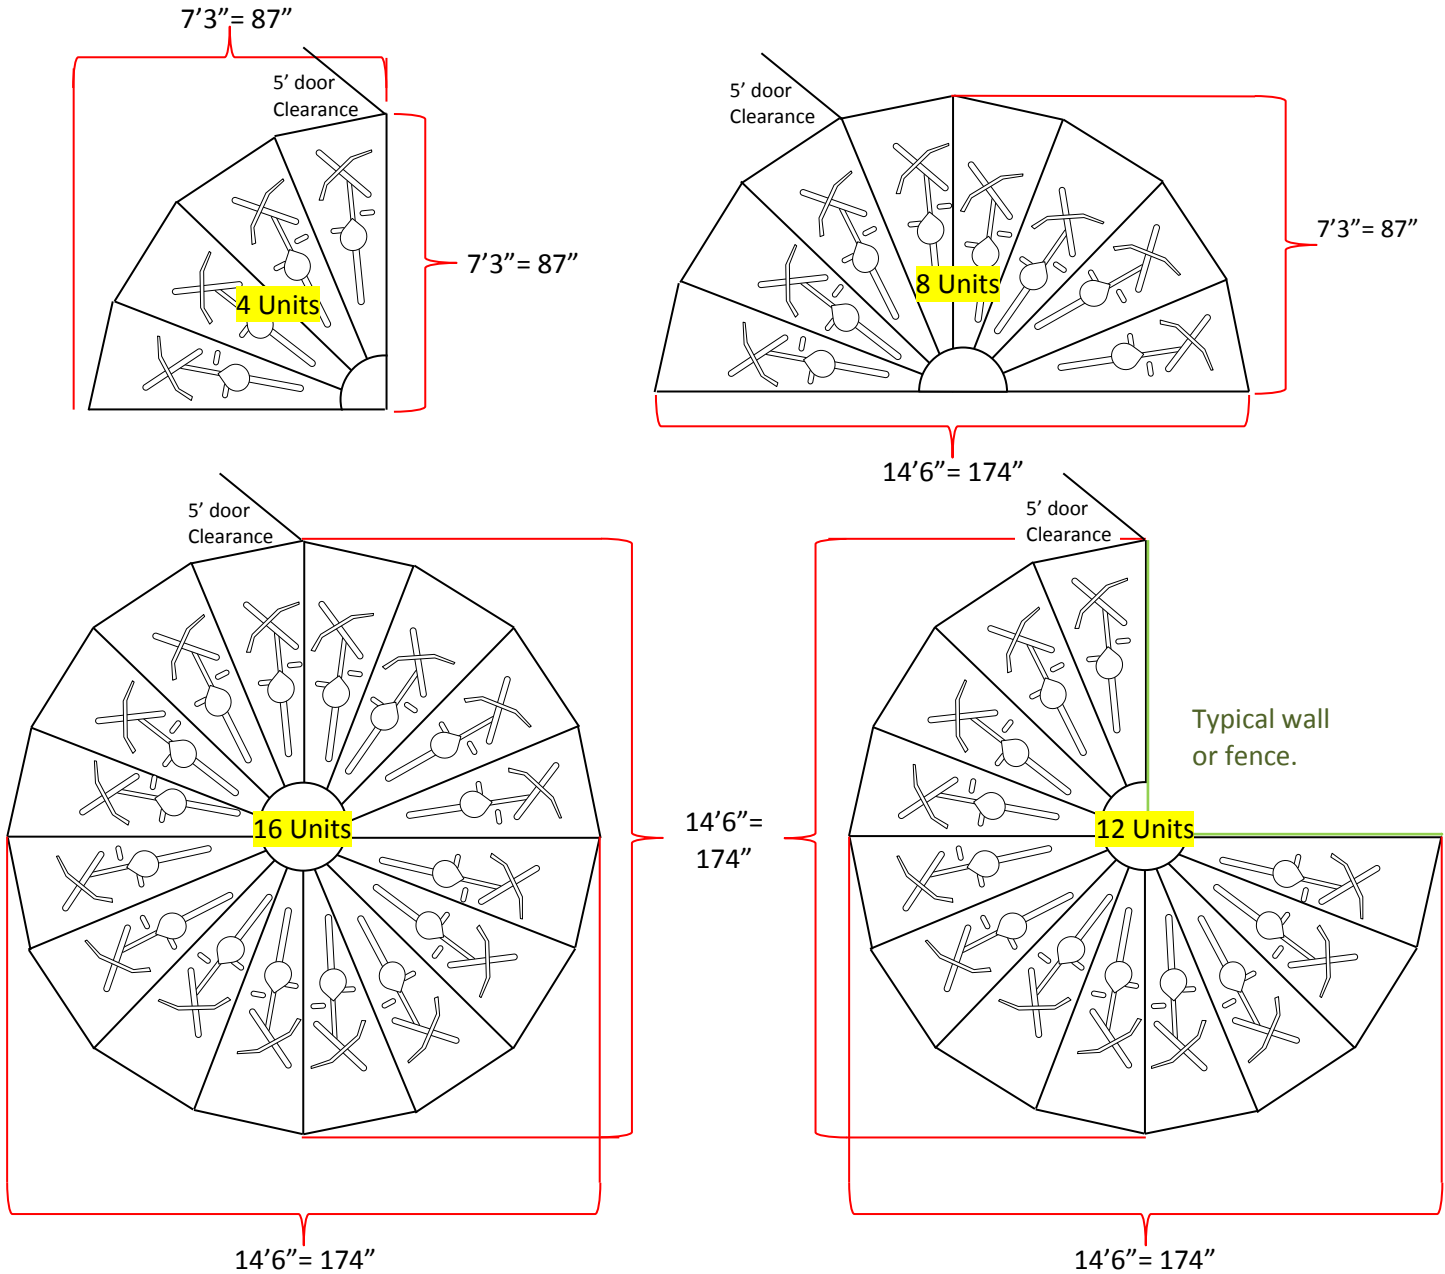 7’3”= 87”
5’ door
Clearance
7’3”= 87”
4 Units
5’ door
Clearance
7’3”= 87”
8 Units
14’6”= 174”
5’ door
Clearance
16 Units
14’6”=
174”
14’6”= 174”
5’ door
Clearance
Typical wall
or fence.
12 Units
14’6”= 174”